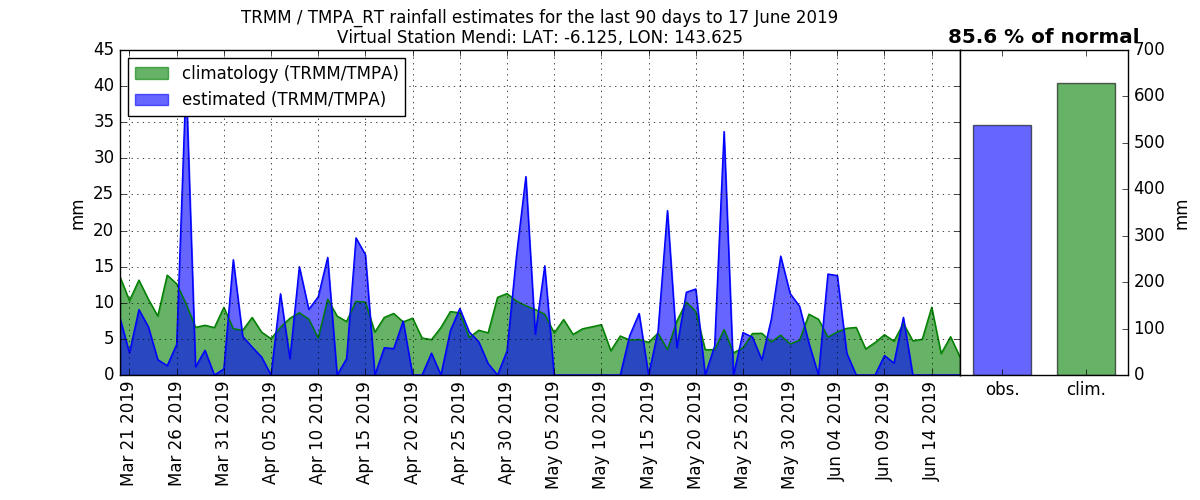 TRMM / TMPA_RT rainfall estimates for the last 90 days to 17 June 2019
Virtual Station Mendi: LAT: -6.125, LON: 143.625
85.6 % of normal
climatology (TRMM/TMPA)
estimated (TRMM/TMPA)
mm
45
40
35
30
25
20
15
10
5
0
Mar 21 2019
Mar 26 2019
Mar 31 2019
Apr 05 2019
Apr 10 2019
Apr 15 2019
Apr 20 2019
Apr 25 2019
Apr 30 2019
May 05 2019
May 10 2019
May 15 2019
May 20 2019
May 25 2019
May 30 2019
Jun 04 2019
Jun 09 2019
Jun 14 2019
700
600
500
400
300
200
100
0
mm
obs.
clim.